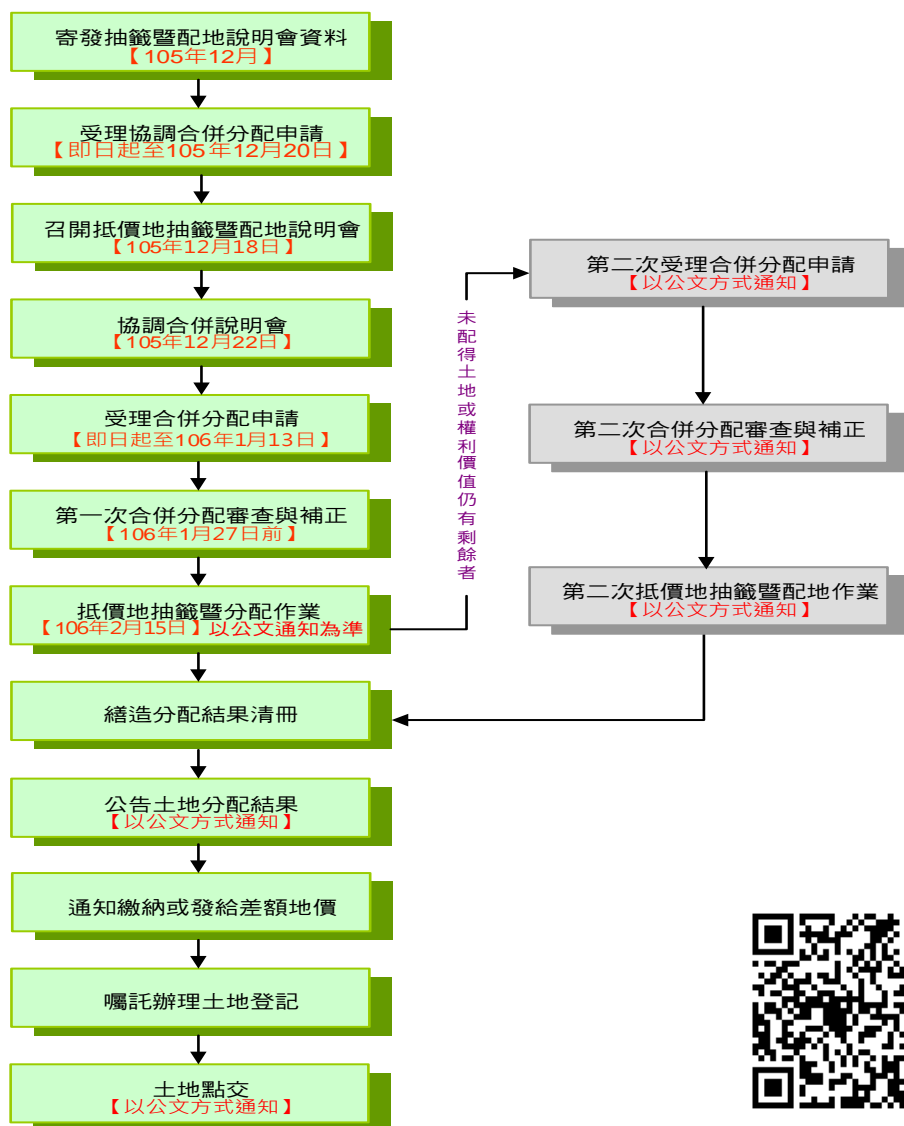 寄發抽籤暨配地說明會資料
【105年12月】
受理協調合併分配申請
【即日起至105年12月20日】
召開抵價地抽籤暨配地說明會
【105年12月18日】
協調合併說明會
【105年12月22日】
受理合併分配申請
【即日起至106年1月13日】
第一次合併分配審查與補正
【106年1月27日前】
抵價地抽籤暨分配作業
【106年2月15日】以公文通知為準
未配得土地或權利價值仍有剩餘者
第二次受理合併分配申請
【以公文方式通知】
第二次合併分配審查與補正
【以公文方式通知】
第二次抵價地抽籤暨配地作業
【以公文方式通知】
繕造分配結果清冊
公告土地分配結果
【以公文方式通知】
通知繳納或發給差額地價
囑託辦理土地登記
土地點交
【以公文方式通知】